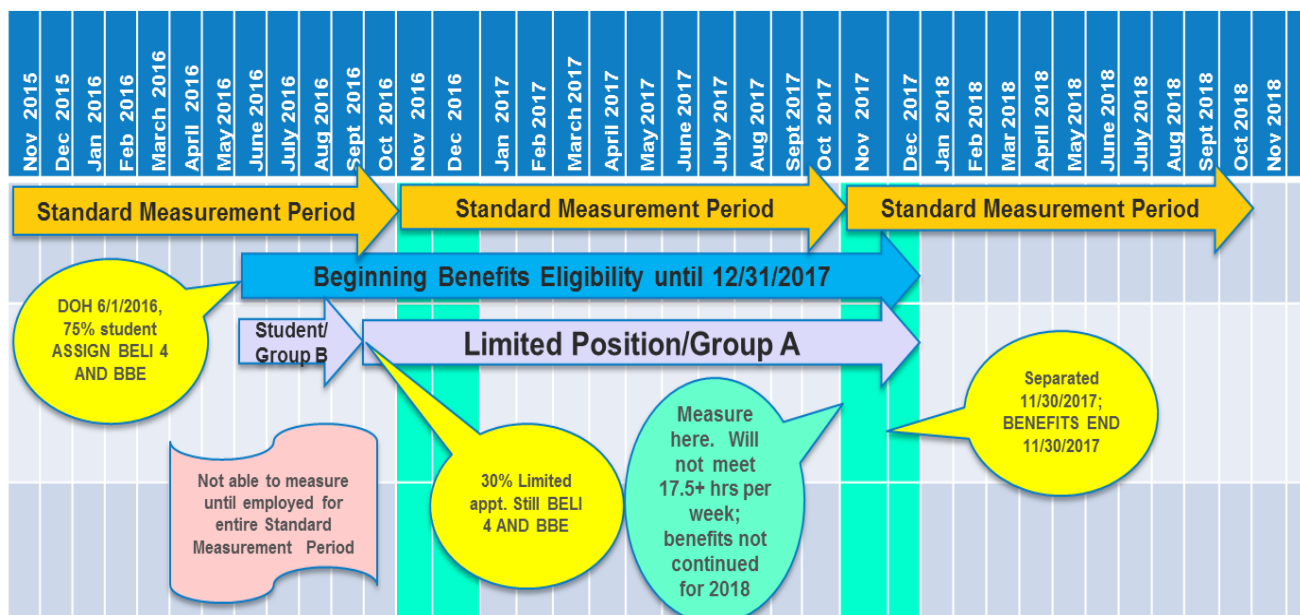 Nov 2015
Dec 2015
Jan 2016
Feb 2016
March 2016
April 2016
May 2016
June 2016
July 2016
Aug 2016
Sept 2016
Oct 2016
Nov 2016
Dec 2016
Jan 2017
Feb 2017
March 2017
April 2017
May 2017
June 2017
July 2017
Aug 2017
Sept 2017
Oct 2017
Nov 2017
Dec 2017
Jan 2018
Feb 2018
Mar 2018
April 2018
May 2018
June 2018
July 2018
Aug 2018
Sept 2018
Oct 2018
Nov 2018
Standard Measurement Period
Standard Measurement Period
Standard Measurement Period
Beginning Benefits Eligibility until 12/31/2017
DOH 6/1/2016,
75% student
ASSIGN BELI 4
AND BBE
Student/
Group B
Limited Position/Group A
Separated
11/30/2017;
BENEFITS END
11/30/2017
Measure
here. Will
not meet
17.5+ hrs per
week;
benefits not
continued
for 2018
Not able to measure
until employed for
entire Standard
Measurement Period
30% Limited
appt. Still BELI
4 AND BBE